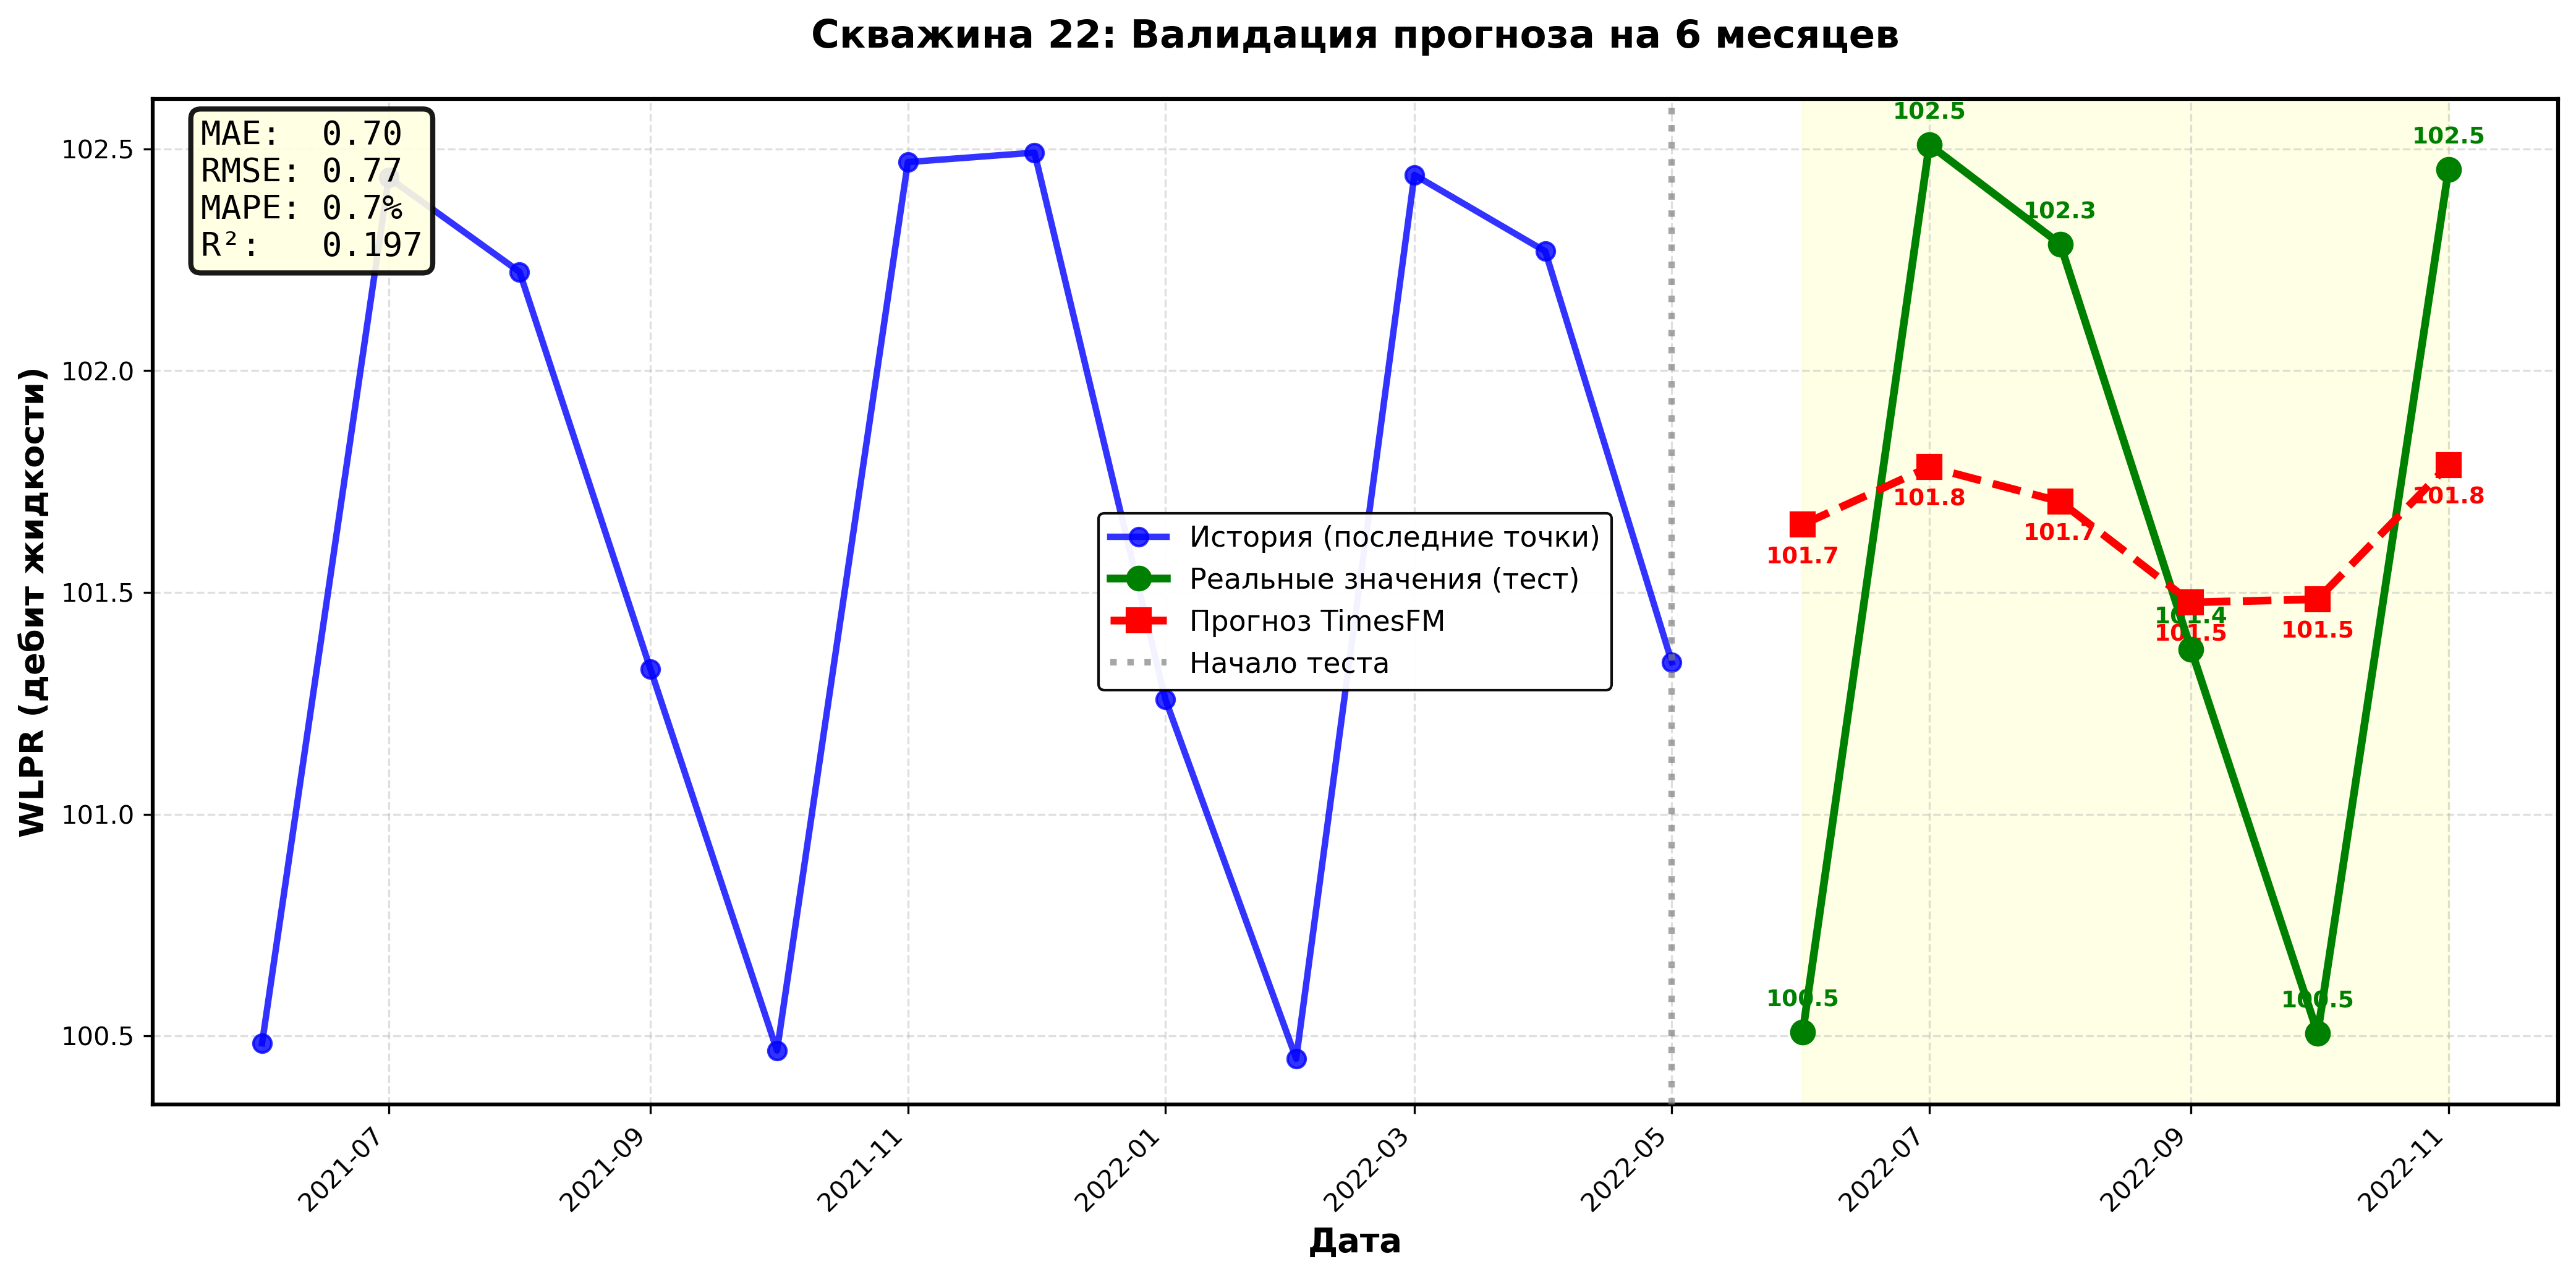 Скважина 22: Валидация прогноза на 6 месяцев
MAE: 0.70
RMSE: 0.77
MAPE: 0.7%
R²: 0.197
WLPR (дебит жидкости)
102.5
102.0
101.5
101.0
100.5
102.5
102.3
102.5
101.7
101.8
101.7
101.4
101.5
101.5
101.8
100.5
100.5
История (последние точки)
Реальные значения (тест)
Прогноз TimesFM
Начало теста
2021-07
2021-09
2021-11
2022-01
2022-03
2022-05
2022-07
2022-09
2022-11
Дата